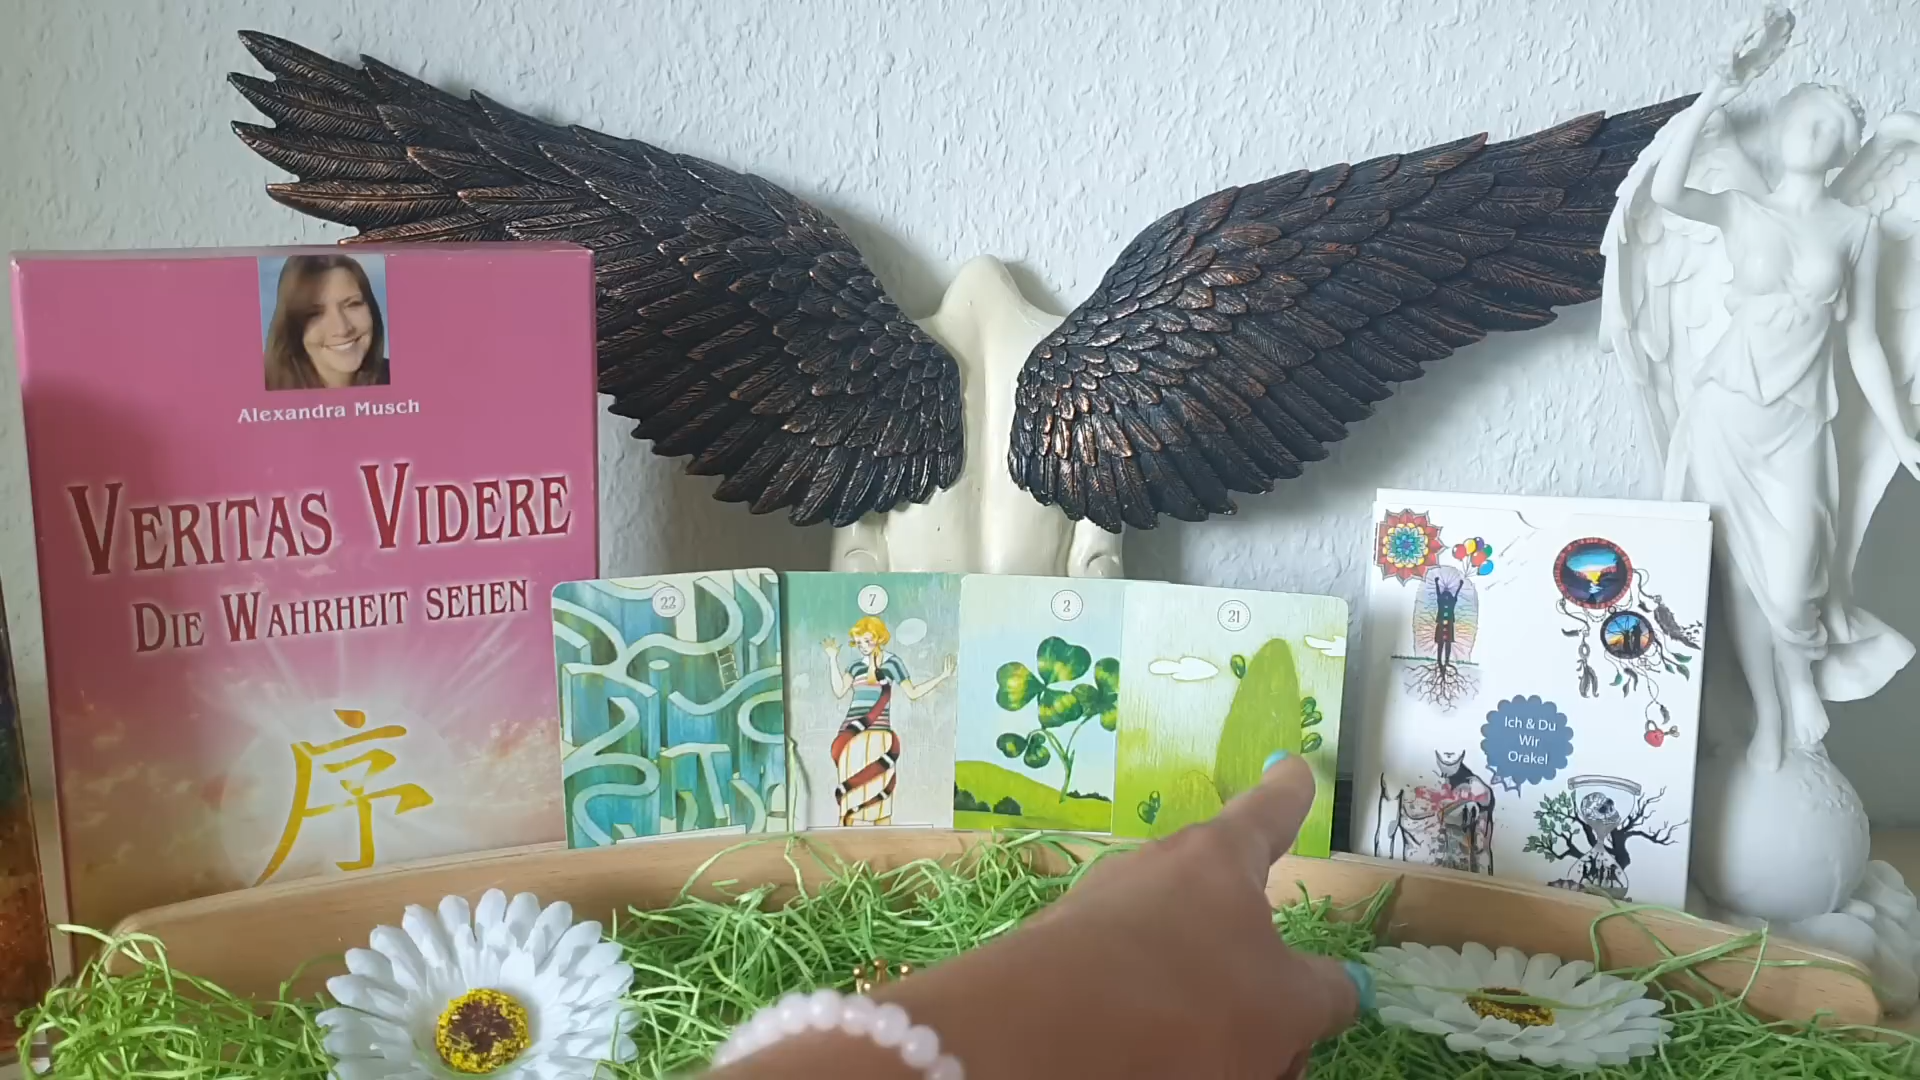 Alexandra Musch
VERITAS VIDERE
DIE WAHRHEIT SEHEN
序
22
7
2
21
Ich & Du
Wir
Orakel